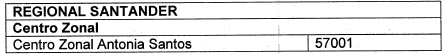 REGIONAL SANTANDER
Centro Zonal
Centro Zonal Antonia Santos 57001